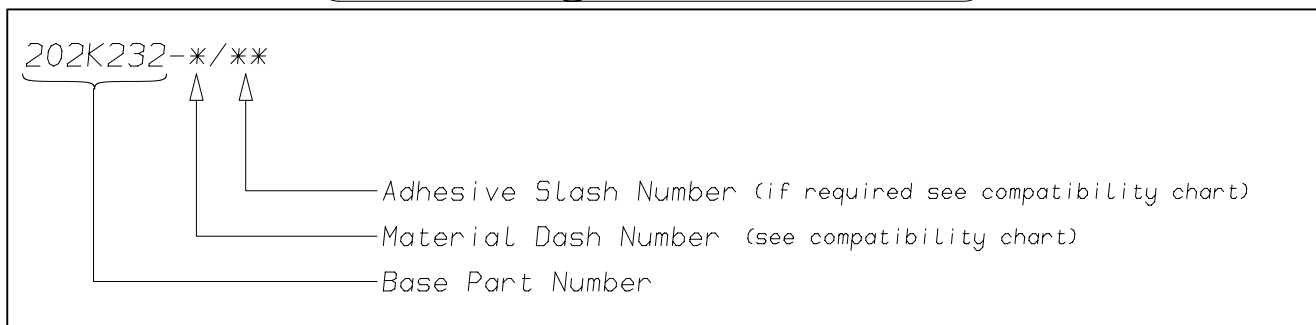 202K232-*/**
Adhesive Slash Number (if required see compatibility chart)
Material Dash Number (see compatibility chart)
Base Part Number